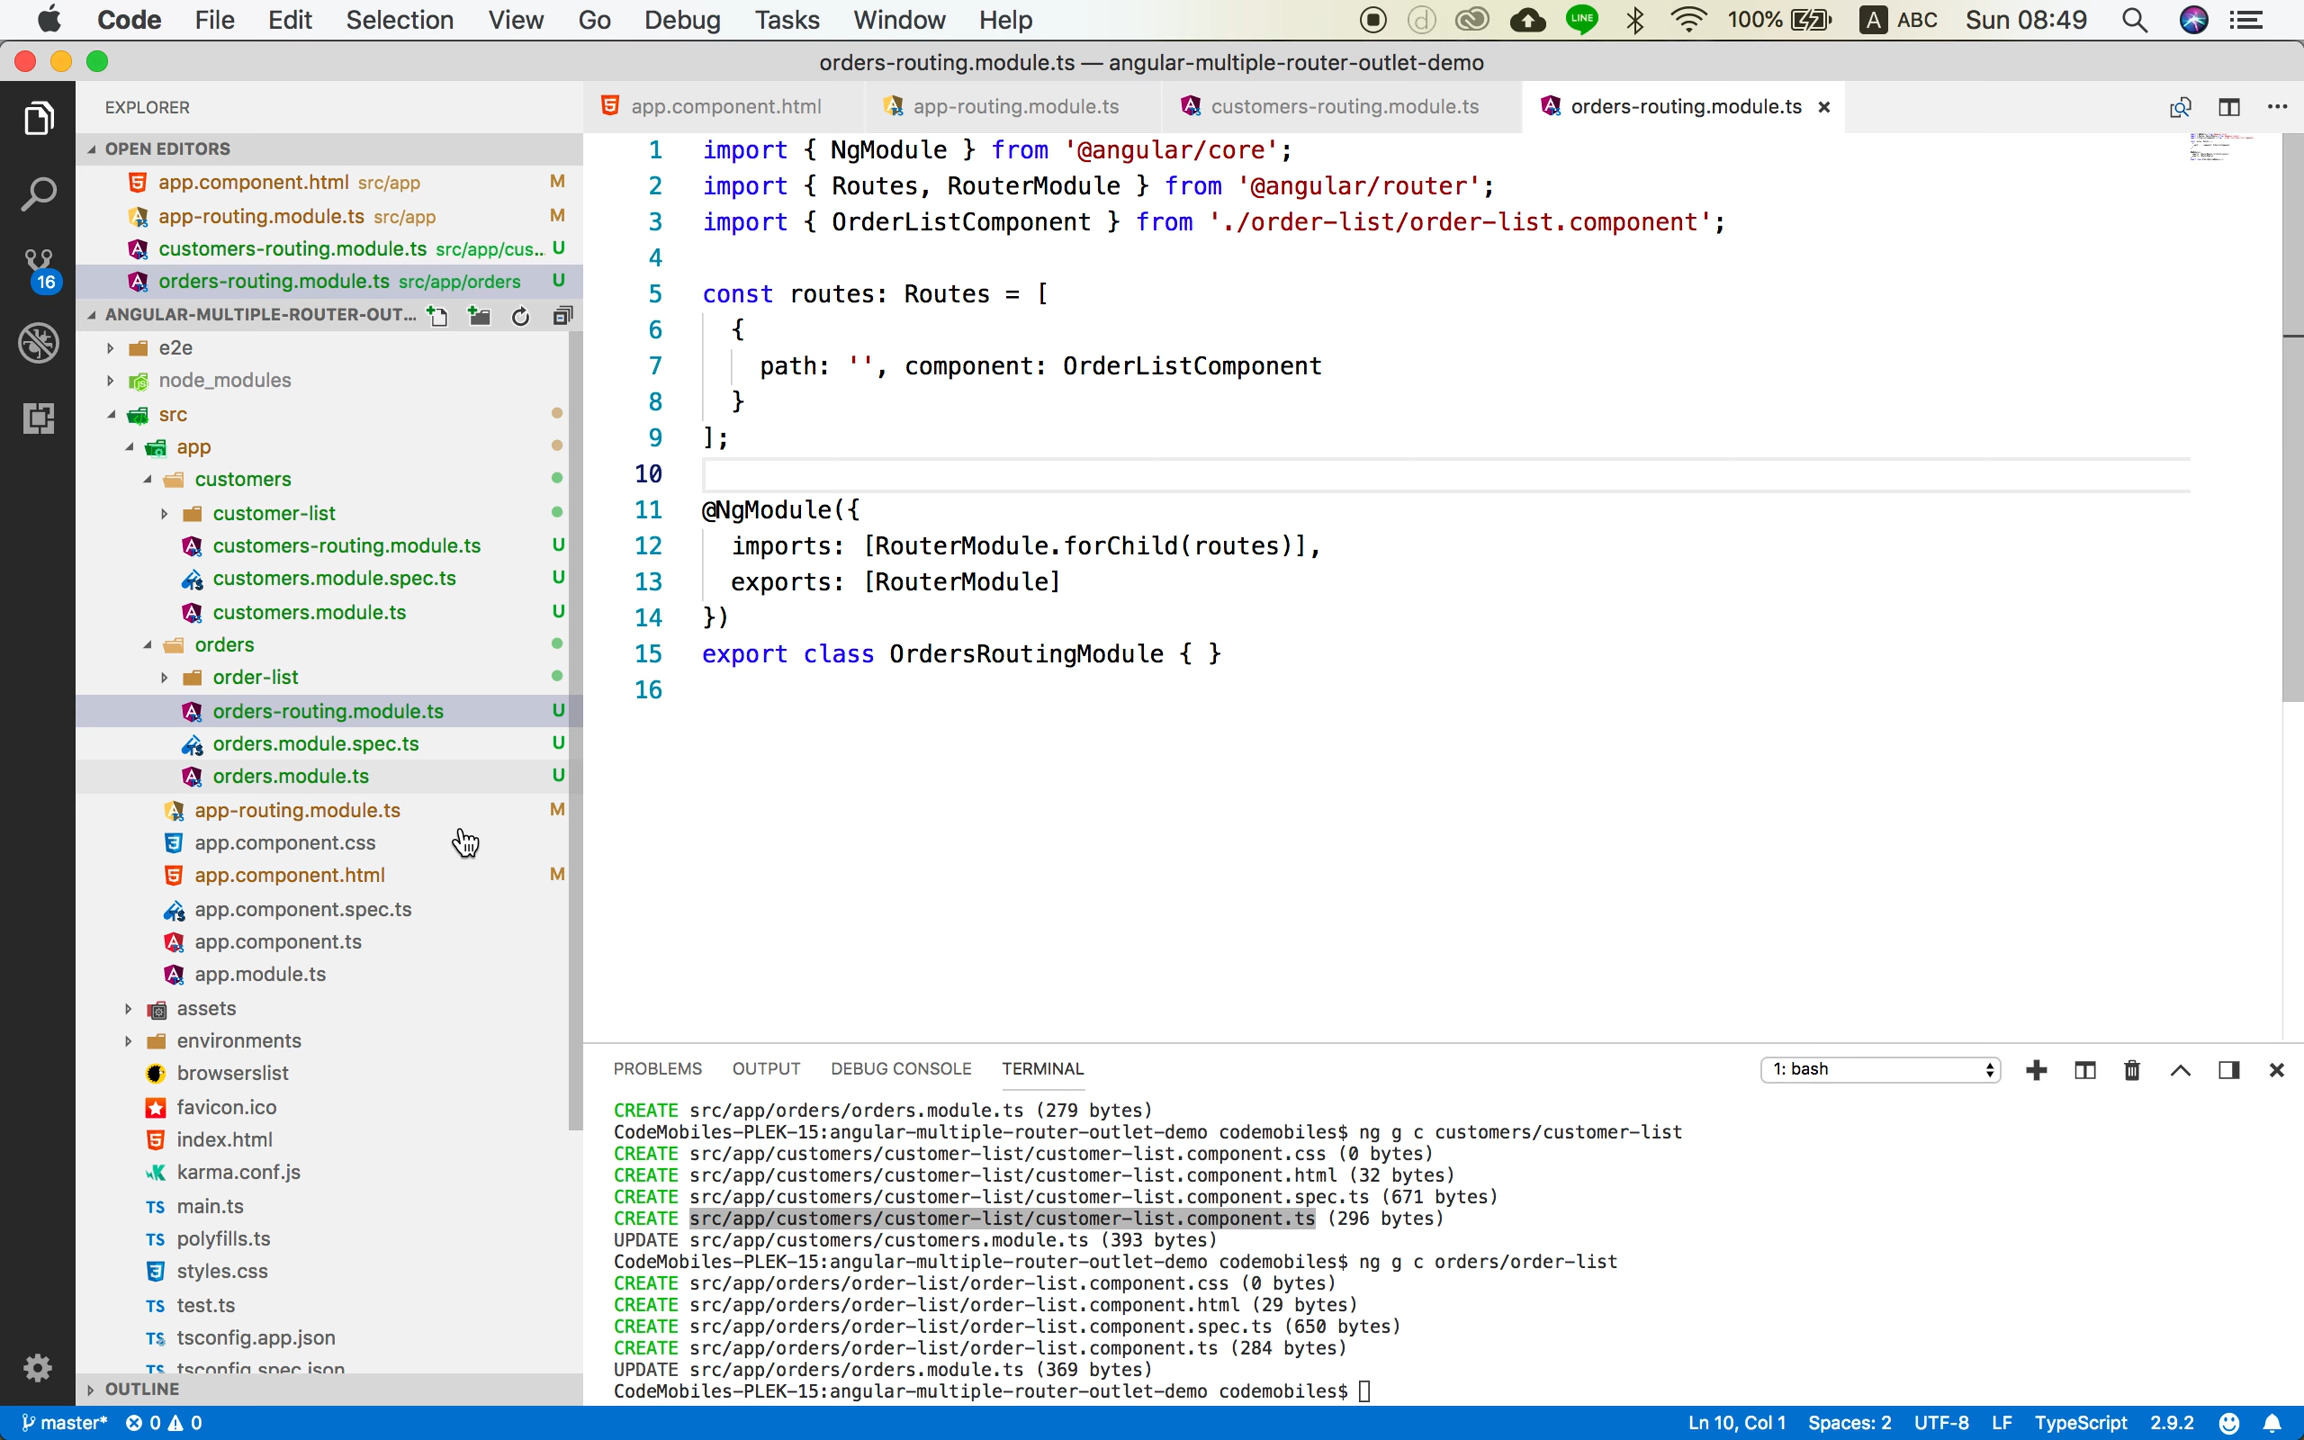 Code File Edit Selection View Go Debug Tasks Window Help LINE 100% A ABC Sun 08:49
orders-routing.module.ts — angular-multiple-router-outlet-demo
EXPLORER
OPEN EDITORS
app.component.html src/app M
app-routing.module.ts src/app M
customers-routing.module.ts src/app/cus... U
orders-routing.module.ts src/app/orders U
16
ANGULAR-MULTIPLE-ROUTER-OUT...
e2e
node_modules
src
app
customers
customer-list
customers-routing.module.ts U
customers.module.spec.ts U
customers.module.ts U
orders
order-list
orders-routing.module.ts U
orders.module.spec.ts U
orders.module.ts U
app-routing.module.ts M
app.component.css
app.component.html M
app.component.spec.ts
app.component.ts
app.module.ts
assets
environments
browserslist
favicon.ico
index.html
karma.conf.js
TS main.ts
TS polyfills.ts
styles.css
TS test.ts
TS tsconfig.app.json
TS tsconfig.spec.json
OUTLINE
app.component.html app-routing.module.ts customers-routing.module.ts orders-routing.module.ts
1 import { NgModule } from '@angular/core';
2 import { Routes, RouterModule } from '@angular/router';
3 import { OrderListComponent } from './order-list/order-list.component';
4
5 const routes: Routes = [
6 {
7 path: '', component: OrderListComponent
8 }
9 ];
10
11 @NgModule({
12 imports: [RouterModule.forChild(routes)],
13 exports: [RouterModule]
14 })
15 export class OrdersRoutingModule { }
16
PROBLEMS OUTPUT DEBUG CONSOLE TERMINAL 1: bash
CREATE src/app/orders/orders.module.ts (279 bytes)
CodeMobiles-PLEK-15:angular-multiple-router-outlet-demo codemobiles$ ng g c customers/customer-list
CREATE src/app/customers/customer-list/customer-list.component.css (0 bytes)
CREATE src/app/customers/customer-list/customer-list.component.html (32 bytes)
CREATE src/app/customers/customer-list/customer-list.component.spec.ts (671 bytes)
CREATE src/app/customers/customer-list/customer-list.component.ts (296 bytes)
UPDATE src/app/customers/customers.module.ts (393 bytes)
CodeMobiles-PLEK-15:angular-multiple-router-outlet-demo codemobiles$ ng g c orders/order-list
CREATE src/app/orders/order-list/order-list.component.css (0 bytes)
CREATE src/app/orders/order-list/order-list.component.html (29 bytes)
CREATE src/app/orders/order-list/order-list.component.spec.ts (650 bytes)
CREATE src/app/orders/order-list/order-list.component.ts (284 bytes)
UPDATE src/app/orders/orders.module.ts (369 bytes)
CodeMobiles-PLEK-15:angular-multiple-router-outlet-demo codemobiles$
master* 0 0 Ln 10, Col 1 Spaces: 2 UTF-8 LF TypeScript 2.9.2